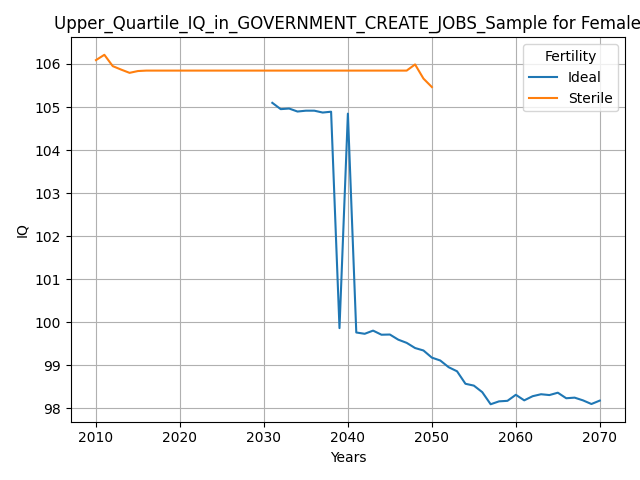 Upper_Quartile_IQ_in_GOVERNMENT_CREATE_JOBS_Sample for Female
Fertility
Ideal
Sterile
106
105
104
103
102
101
100
99
98
IQ
2010 2020 2030 2040 2050 2060 2070
Years